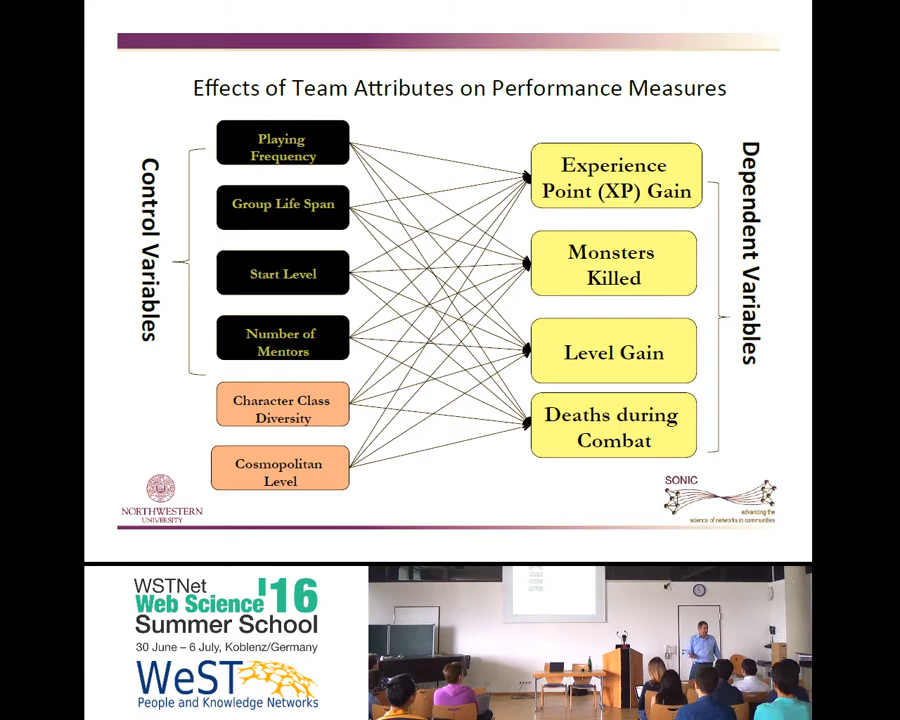 Effects of Team Attributes on Performance Measures
Control Variables
Playing
Frequency
Group Life Span
Start Level
Number of
Mentors
Character Class
Diversity
Cosmopolitan
Level
Experience
Point (XP) Gain
Monsters
Killed
Level Gain
Deaths during
Combat
Dependent Variables
NORTHWESTERN
UNIVERSITY
SONIC
advancing the
science of networks in communities
WSTNet
Web Science '16
Summer School
30 June – 6 July, Koblenz/Germany
WeST
People and Knowledge Networks